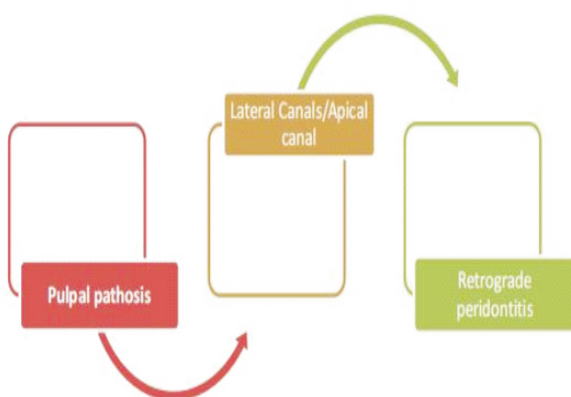 Pulpal pathosis
Lateral Canals/Apical
canal
Retrograde
peridontitis